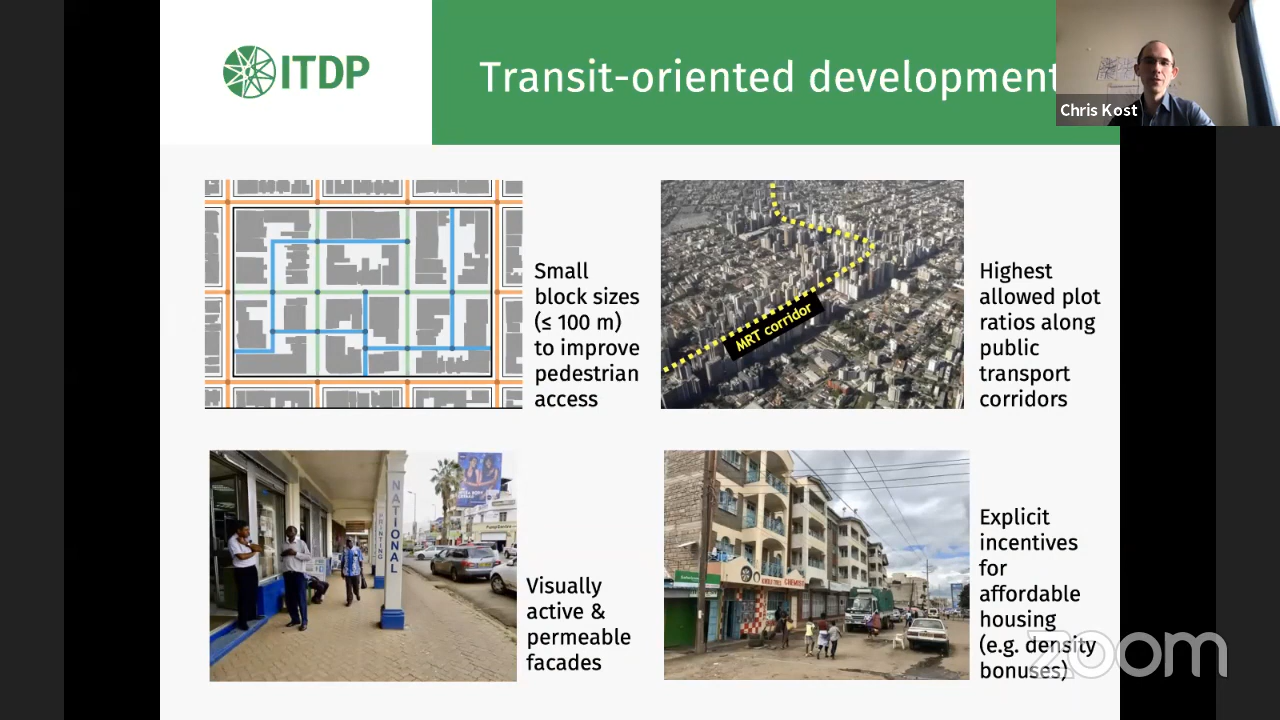 ITDP
Transit-oriented development
Chris Kost
Small
block sizes
(≤ 100 m)
to improve
pedestrian
access
MRT corridor
Highest
allowed plot
ratios along
public
transport
corridors
NATIONAL
PRINTING
Visually
active &
permeable
facades
Explicit
incentives
for
affordable
housing
(e.g. density
bonuses)
zoom